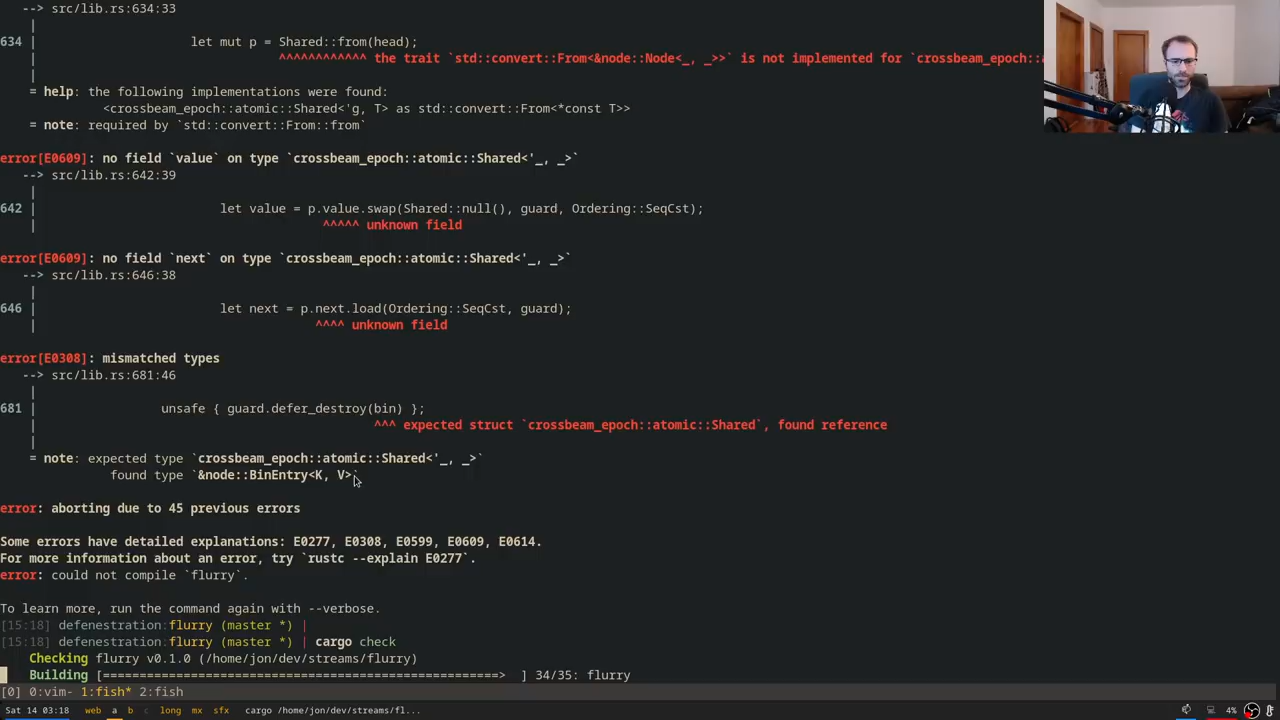 --> src/lib.rs:634:33
|
634 | let mut p = Shared::from(head);
| ^^^^^^^^^^^^ the trait `std::convert::From<&node::Node<_, _>>` is not implemented for `crossbeam_epoch::
|
= help: the following implementations were found:
<crossbeam_epoch::atomic::Shared<'g, T> as std::convert::From<*const T>>
= note: required by `std::convert::From::from`
error[E0609]: no field `value` on type `crossbeam_epoch::atomic::Shared<'_, _>`
--> src/lib.rs:642:39
|
642 | let value = p.value.swap(Shared::null(), guard, Ordering::SeqCst);
| ^^^^^ unknown field
error[E0609]: no field `next` on type `crossbeam_epoch::atomic::Shared<'_, _>`
--> src/lib.rs:646:38
|
646 | let next = p.next.load(Ordering::SeqCst, guard);
| ^^^^ unknown field
error[E0308]: mismatched types
--> src/lib.rs:681:46
|
681 | unsafe { guard.defer_destroy(bin) };
| ^^^ expected struct `crossbeam_epoch::atomic::Shared`, found reference
|
= note: expected type `crossbeam_epoch::atomic::Shared<'_, _>`
found type `&node::BinEntry<K, V>`
error: aborting due to 45 previous errors
Some errors have detailed explanations: E0277, E0308, E0599, E0609, E0614.
For more information about an error, try `rustc --explain E0277`.
error: could not compile `flurry`.
To learn more, run the command again with --verbose.
[15:18] defenestration:flurry (master *) |
[15:18] defenestration:flurry (master *) | cargo check
Checking flurry v0.1.0 (/home/jon/dev/streams/flurry)
Building [===================================================> ] 34/35: flurry
[0] 0:vim- 1:fish* 2:fish
Sat 14 03:18 web a b c long mx sfx cargo /home/jon/dev/streams/fl... 4%